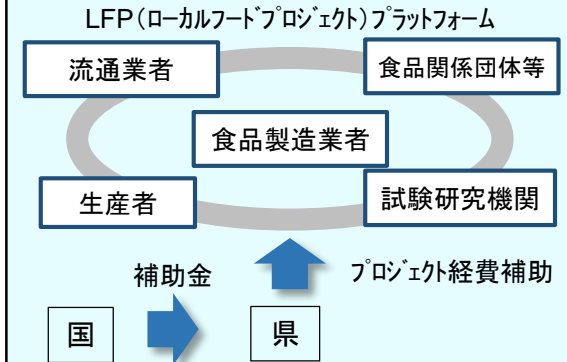 LFP(ローカルフードプロジェクト)プラットフォーム
流通業者
食品関係団体等
食品製造業者
生産者
試験研究機関
補助金
プロジェクト経費補助
国
県